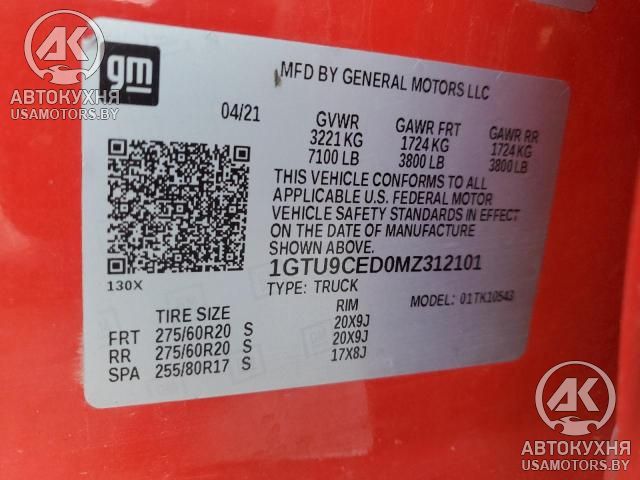 АК
АВТОКУХНЯ
USAMOTORS.BY
gm
MFD BY GENERAL MOTORS LLC
04/21 GVWR GAWR FRT GAWR RR
3221 KG 1724 KG 1724 KG
7100 LB 3800 LB 3800 LB
THIS VEHICLE CONFORMS TO ALL
APPLICABLE U.S. FEDERAL MOTOR
VEHICLE SAFETY STANDARDS IN EFFECT
ON THE DATE OF MANUFACTURE
SHOWN ABOVE.
1GTU9CED0MZ312101
130X
TYPE: TRUCK MODEL: 01TK10543
TIRE SIZE RIM
FRT 275/60R20 S 20X9J
RR 275/60R20 S 20X9J
SPA 255/80R17 S 17X8J
АК
АВТОКУХНЯ
USAMOTORS.BY